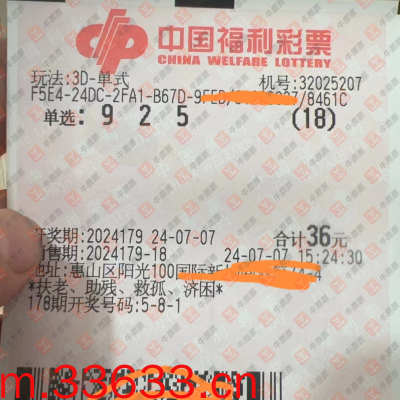 中国福利彩票
CHINA WELFARE LOTTERY
玩法:3D-单式 机号:32025207
F5E4-24DC-2FA1-B67D- /8461C
单选: 9 2 5 (18)
开奖期:2024179 24-07-07 合计36元
销售期:2024179-18 24-07-07 15:24:30
地址:惠山区阳光100国际新
*扶老、助残、救孤、济困*
178期开奖号码:5-8-1
m.33633.cn